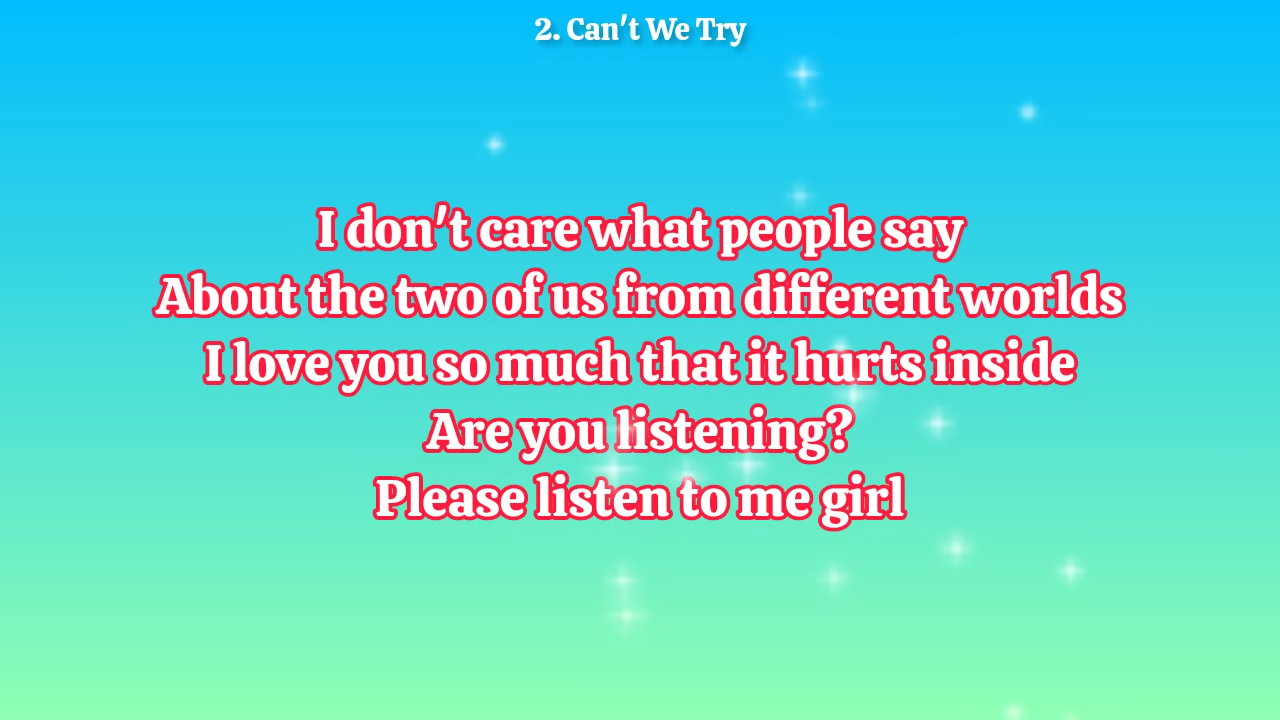 2. Can't We Try
I don't care what people say
About the two of us from different worlds
I love you so much that it hurts inside
Are you listening?
Please listen to me girl